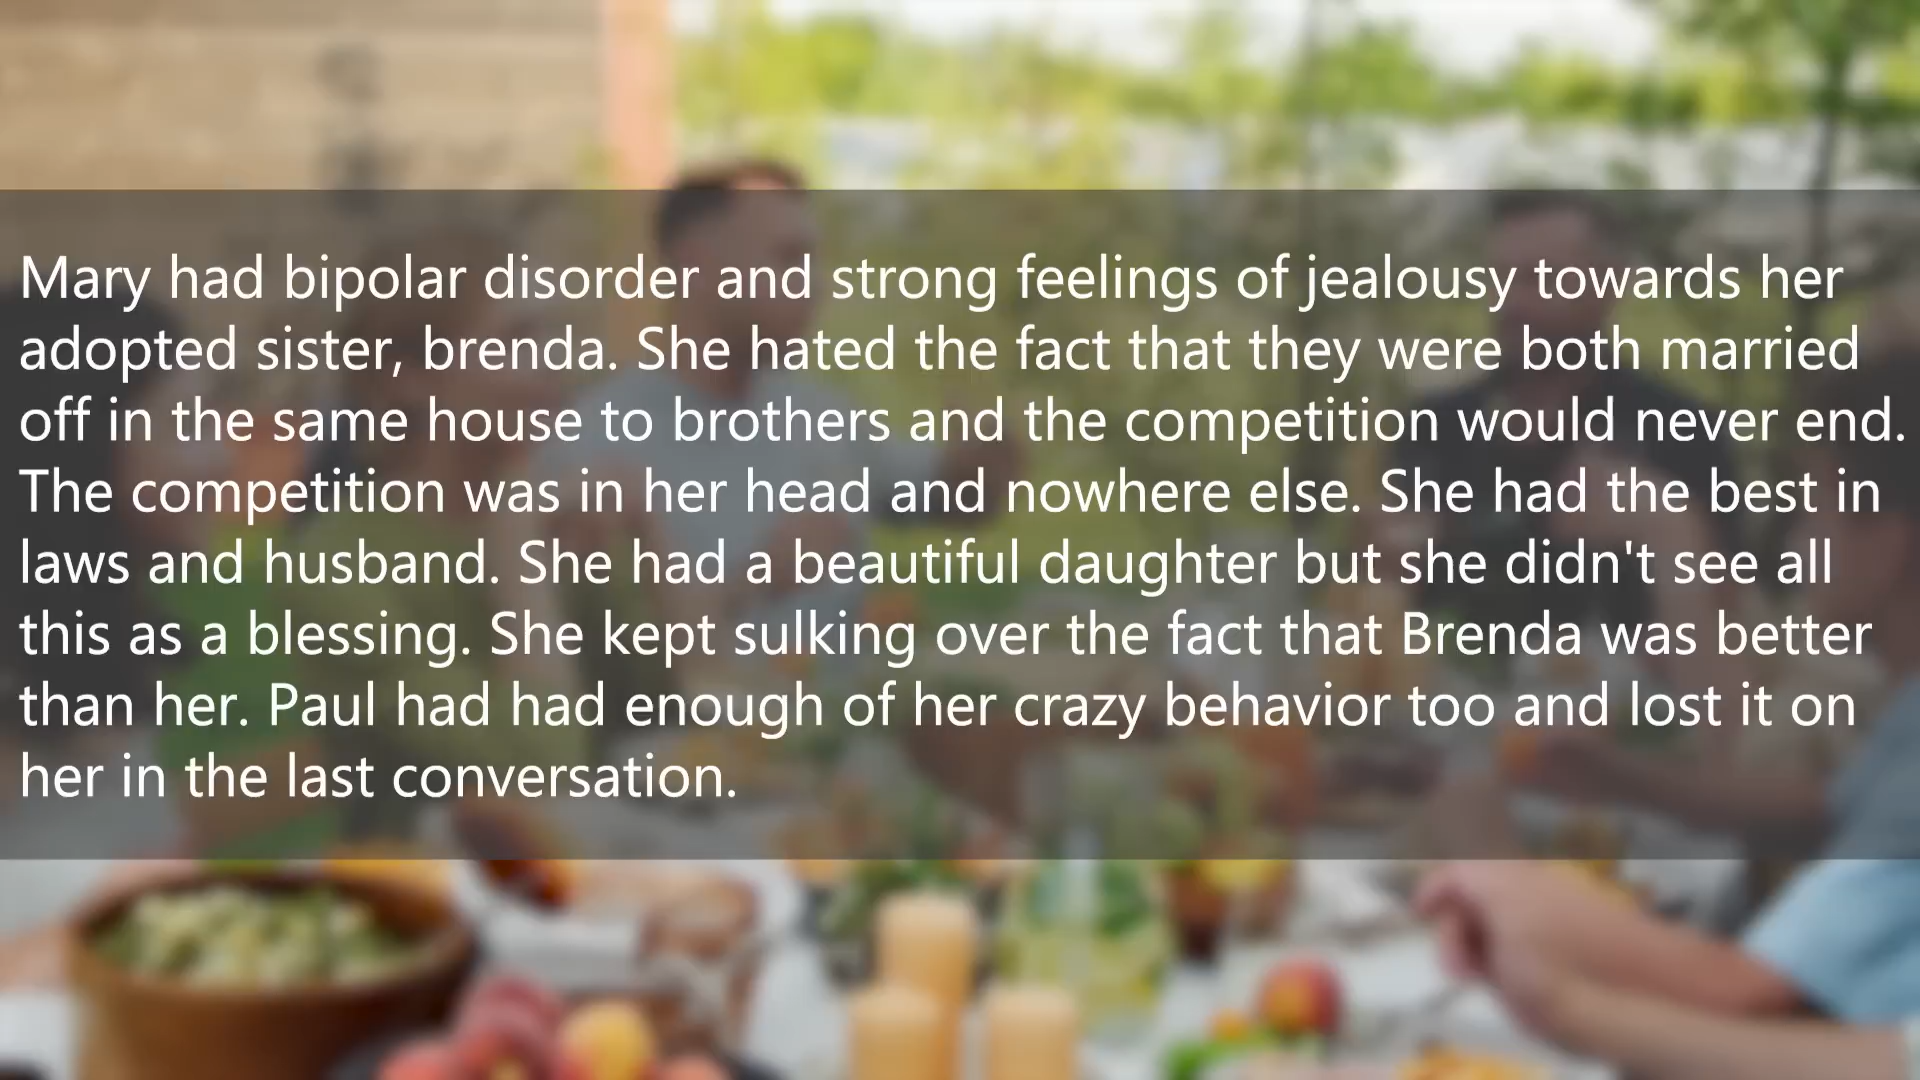 Mary had bipolar disorder and strong feelings of jealousy towards her
adopted sister, brenda. She hated the fact that they were both married
off in the same house to brothers and the competition would never end.
The competition was in her head and nowhere else. She had the best in
laws and husband. She had a beautiful daughter but she didn't see all
this as a blessing. She kept sulking over the fact that Brenda was better
than her. Paul had had enough of her crazy behavior too and lost it on
her in the last conversation.